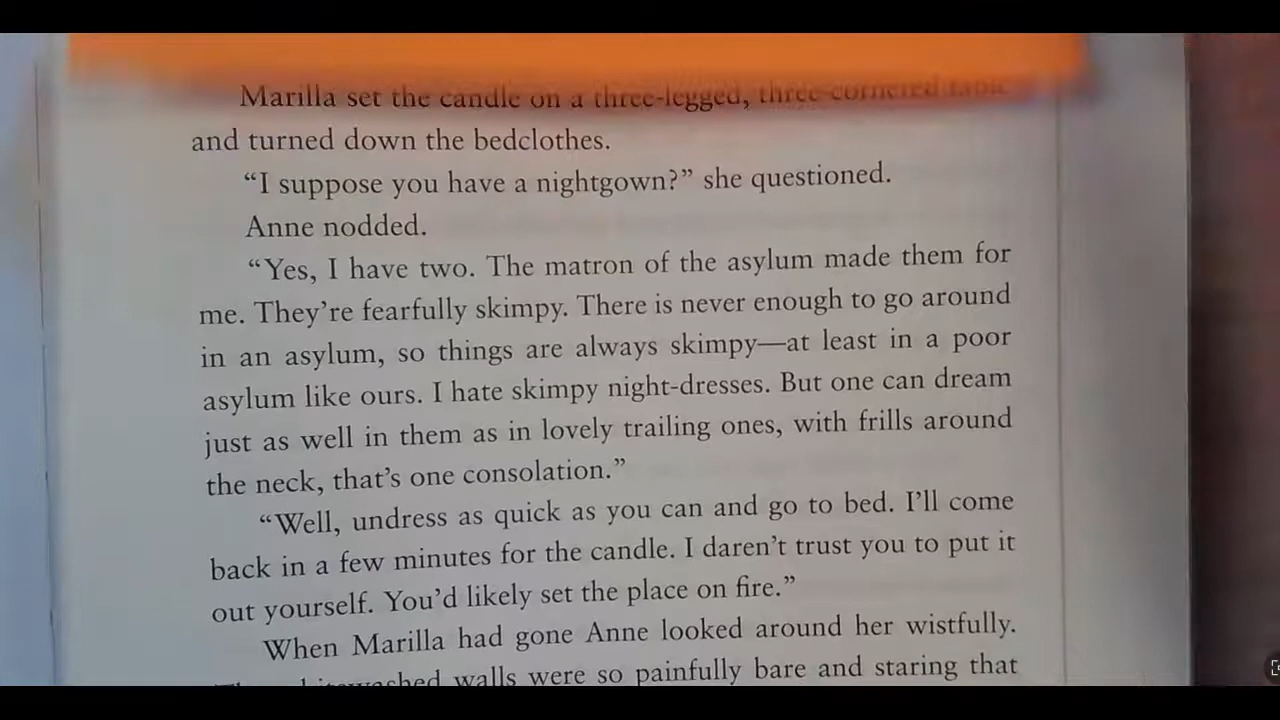 Marilla set the candle on a three-legged, three-cornered table
and turned down the bedclothes.
“I suppose you have a nightgown?” she questioned.
Anne nodded.
“Yes, I have two. The matron of the asylum made them for
me. They’re fearfully skimpy. There is never enough to go around
in an asylum, so things are always skimpy—at least in a poor
asylum like ours. I hate skimpy night-dresses. But one can dream
just as well in them as in lovely trailing ones, with frills around
the neck, that’s one consolation.”
“Well, undress as quick as you can and go to bed. I’ll come
back in a few minutes for the candle. I daren’t trust you to put it
out yourself. You’d likely set the place on fire.”
When Marilla had gone Anne looked around her wistfully.
walls were so painfully bare and staring that